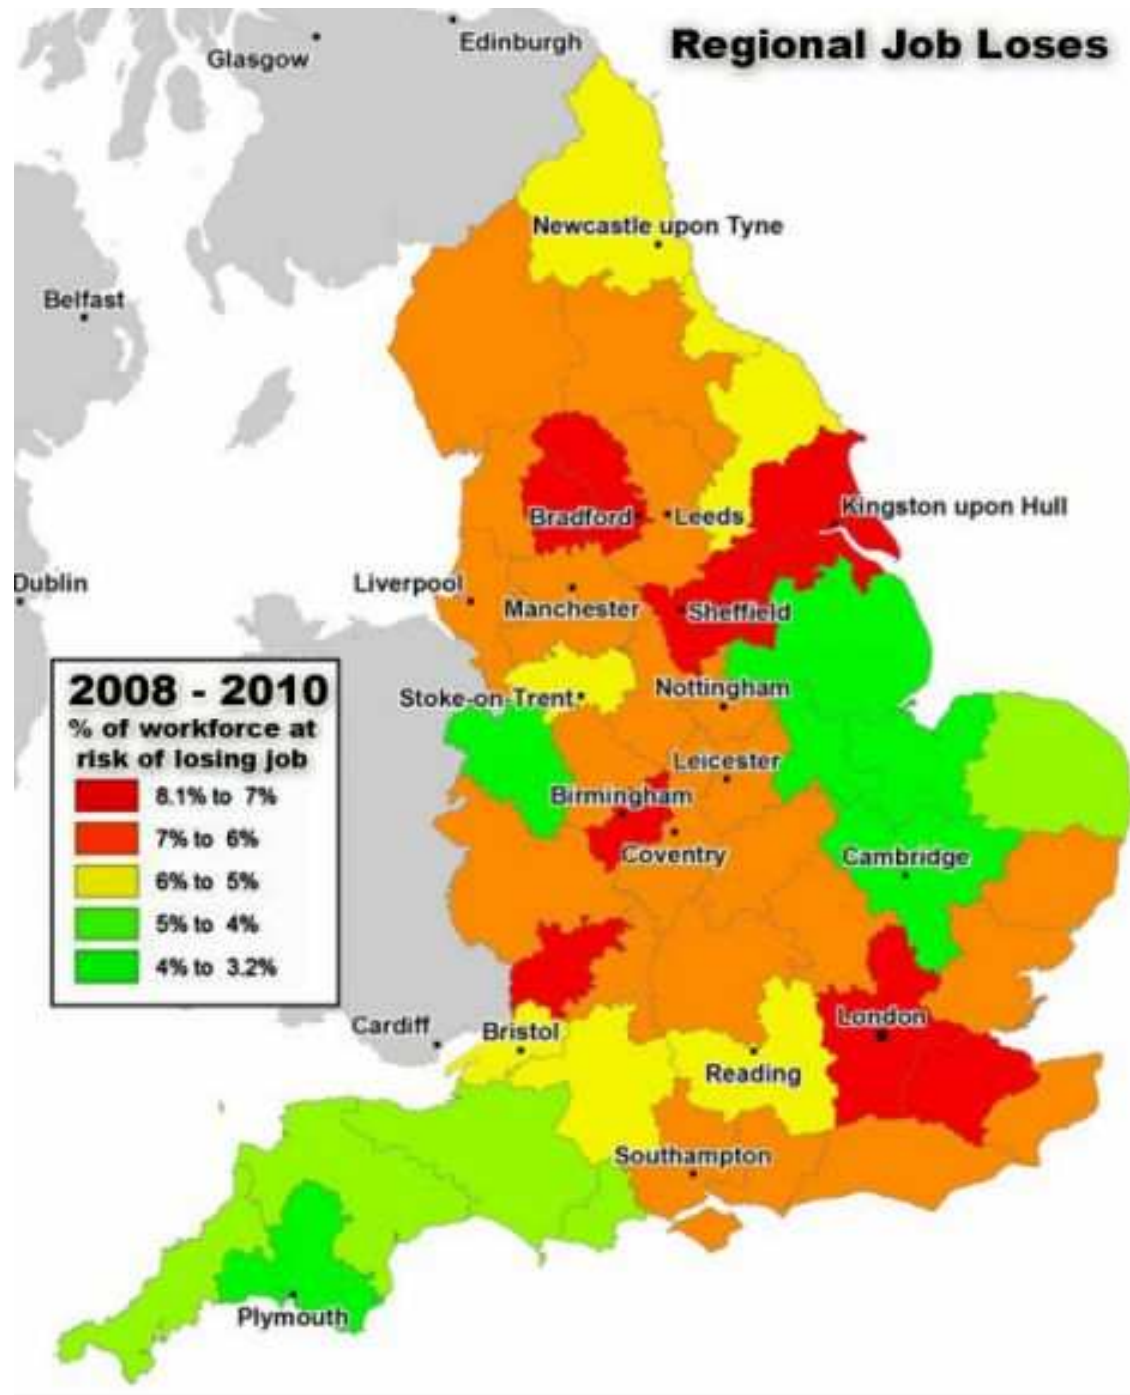 Edinburgh
Regional Job Loses
Glasgow
Newcastle upon Tyne
Belfast
Kingston upon Hull
Bradford
Leeds
Dublin
Liverpool
Manchester
Sheffield
Stoke-on-Trent
Nottingham
2008 - 2010
% of workforce at
risk of losing job
8.1% to 7%
7% to 6%
6% to 5%
5% to 4%
4% to 3.2%
Leicester
Birmingham
Coventry
Cambridge
London
Cardiff
Bristol
Reading
Southampton
Plymouth